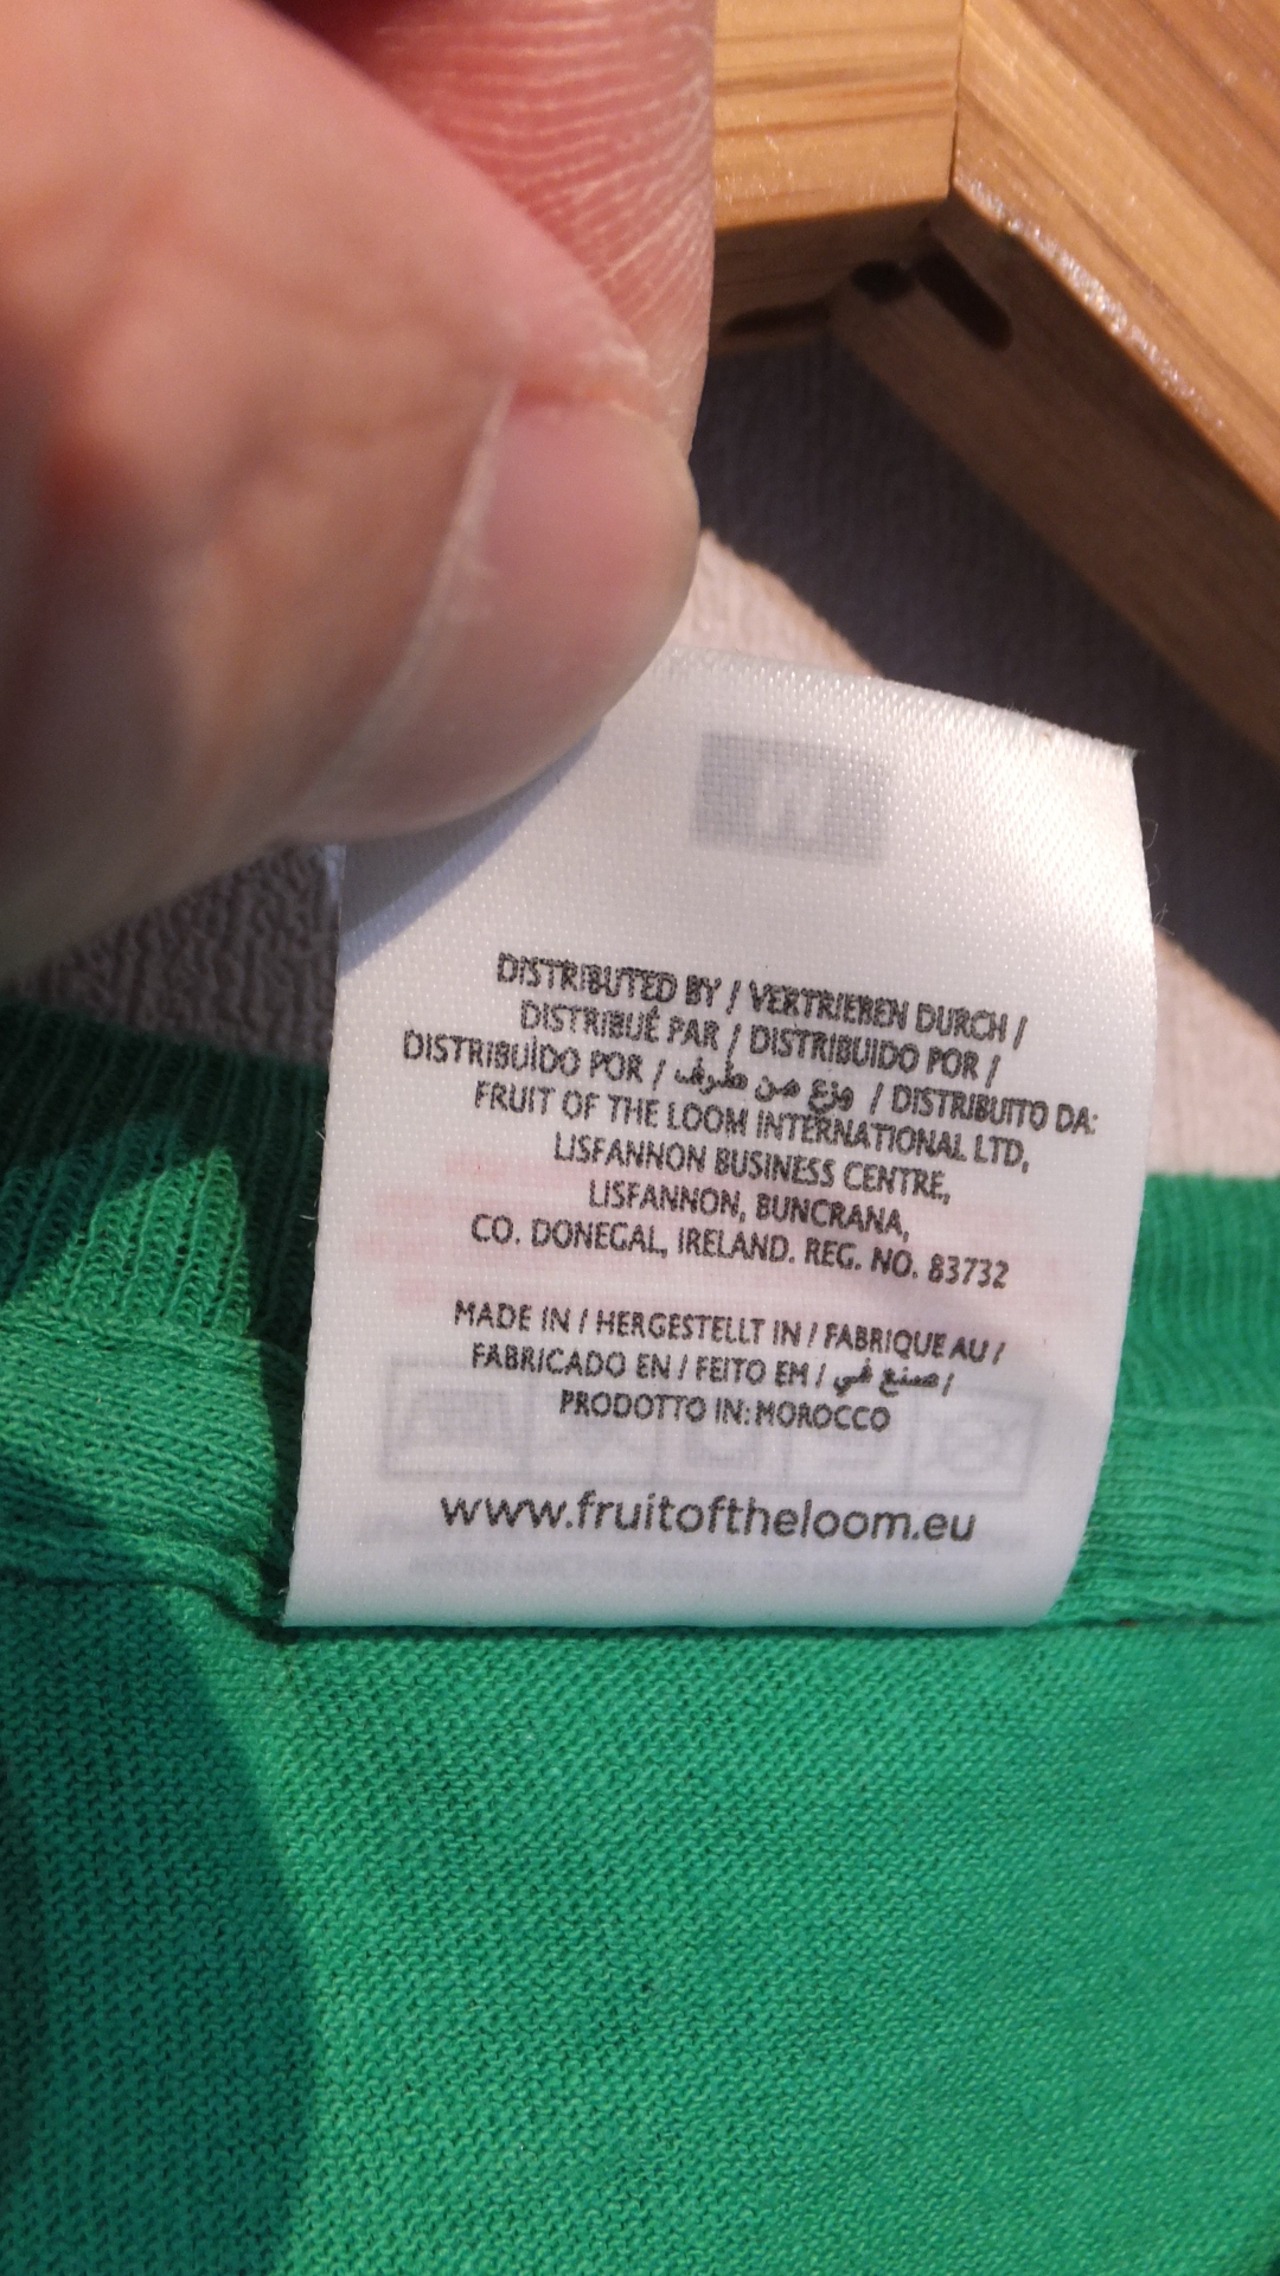 M
DISTRIBUTED BY / VERTRIEBEN DURCH /
DISTRIBUÉ PAR / DISTRIBUIDO POR /
DISTRIBUÍDO POR / وزع من طرف / DISTRIBUITO DA:
FRUIT OF THE LOOM INTERNATIONAL LTD,
LISFANNON BUSINESS CENTRE,
LISFANNON, BUNCRANA,
CO. DONEGAL, IRELAND. REG. NO. 83732
MADE IN / HERGESTELLT IN / FABRIQUE AU /
FABRICADO EN / FEITO EM / صنع في /
PRODOTTO IN: MOROCCO
www.fruitoftheloom.eu